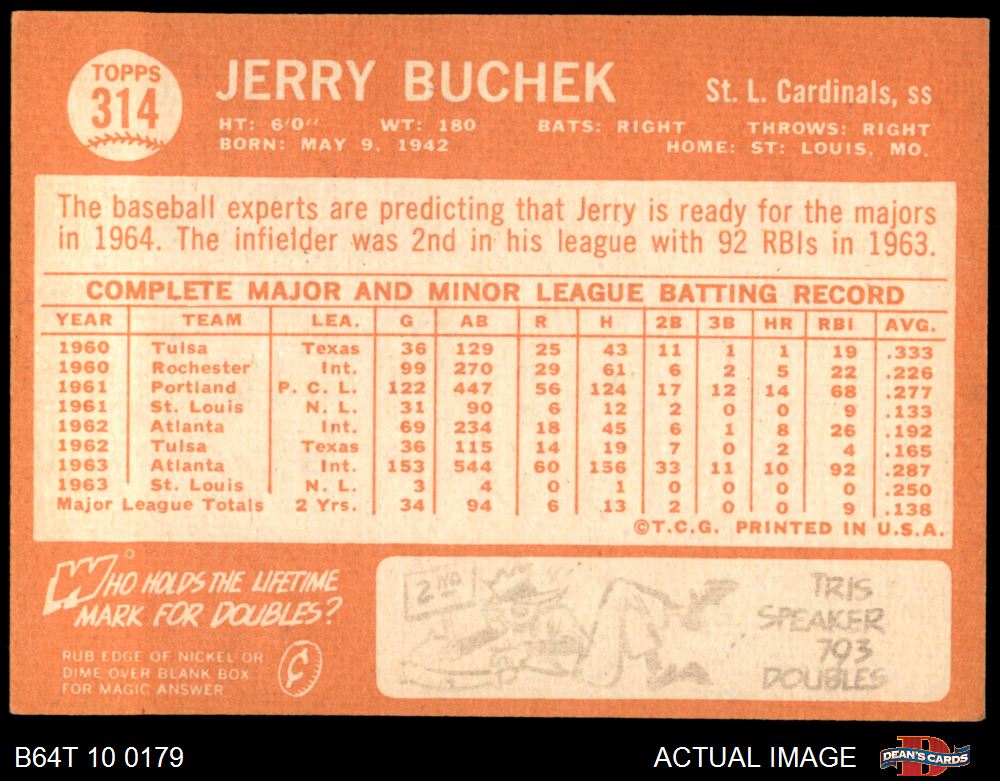 TOPPS
314
JERRY BUCHEK
St. L. Cardinals, ss
HT: 6'0" WT: 180 BATS: RIGHT THROWS: RIGHT
BORN: MAY 9, 1942 HOME: ST: LOUIS, MO.
The baseball experts are predicting that Jerry is ready for the majors
in 1964. The infielder was 2nd in his league with 92 RBIs in 1963.
COMPLETE MAJOR AND MINOR LEAGUE BATTING RECORD
YEAR TEAM LEA. G AB R H 2B 3B HR RBI AVG.
1960 Tulsa Texas 36 129 25 43 11 1 1 19 .333
1960 Rochester Int. 99 270 29 61 6 2 5 22 .226
1961 Portland P. C. L. 122 447 56 124 17 12 14 68 .277
1961 St. Louis N. L. 31 90 6 12 2 0 0 9 .133
1962 Atlanta Int. 69 234 18 45 6 1 8 26 .192
1962 Tulsa Texas 36 115 14 19 7 0 2 4 .165
1963 Atlanta Int. 153 544 60 156 33 11 10 92 .287
1963 St. Louis N. L. 3 4 0 1 0 0 0 0 .250
Major League Totals 2 Yrs. 34 94 6 13 2 0 0 9 .138
©T.C.G. PRINTED IN U.S.A.
WHO HOLDS THE LIFETIME
MARK FOR DOUBLES?
RUB EDGE OF NICKEL OR
DIME OVER BLANK BOX
FOR MAGIC ANSWER
¢
2ND
TRIS
SPEAKER
793
DOUBLES
B64T 10 0179
ACTUAL IMAGE
DEAN'S CARDS